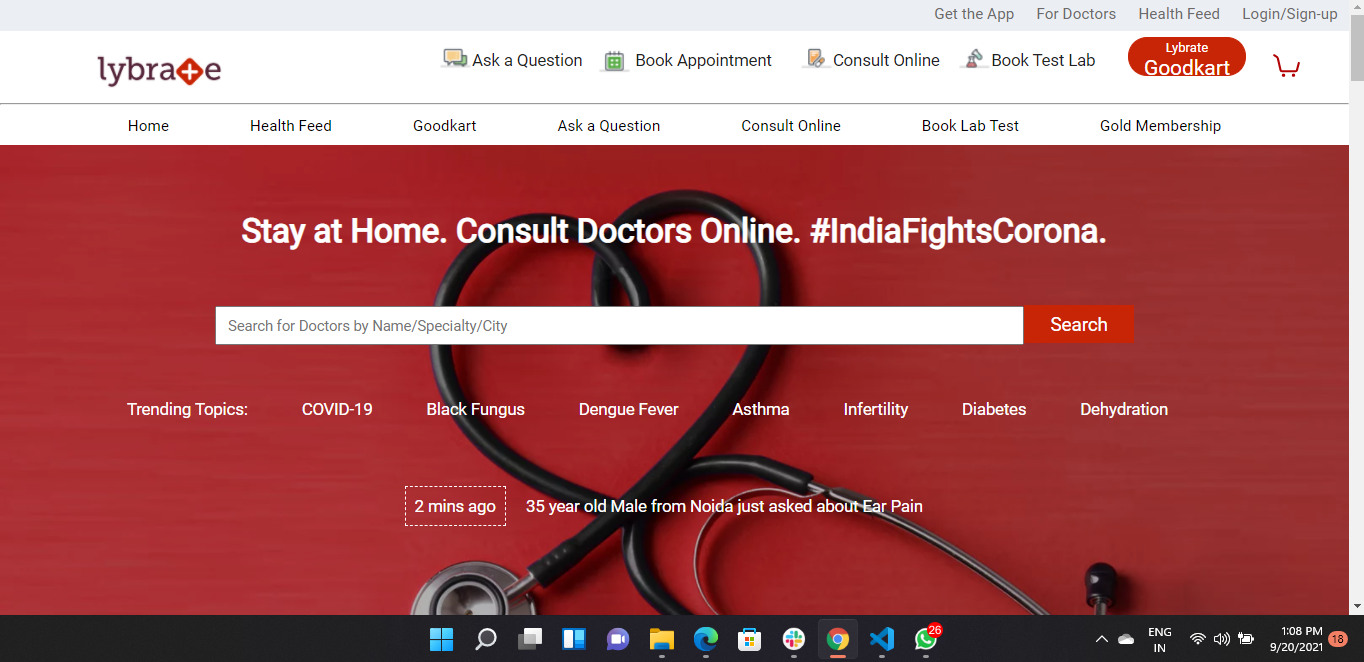 Get the App For Doctors Health Feed Login/Sign-up
lybrate Ask a Question Book Appointment Consult Online Book Test Lab Lybrate
Goodkart
Home Health Feed Goodkart Ask a Question Consult Online Book Lab Test Gold Membership
Stay at Home. Consult Doctors Online. #IndiaFightsCorona.
Search for Doctors by Name/Specialty/City Search
Trending Topics: COVID-19 Black Fungus Dengue Fever Asthma Infertility Diabetes Dehydration
2 mins ago 35 year old Male from Noida just asked about Ear Pain
26
ENG 1:08 PM
IN 9/20/2021 18